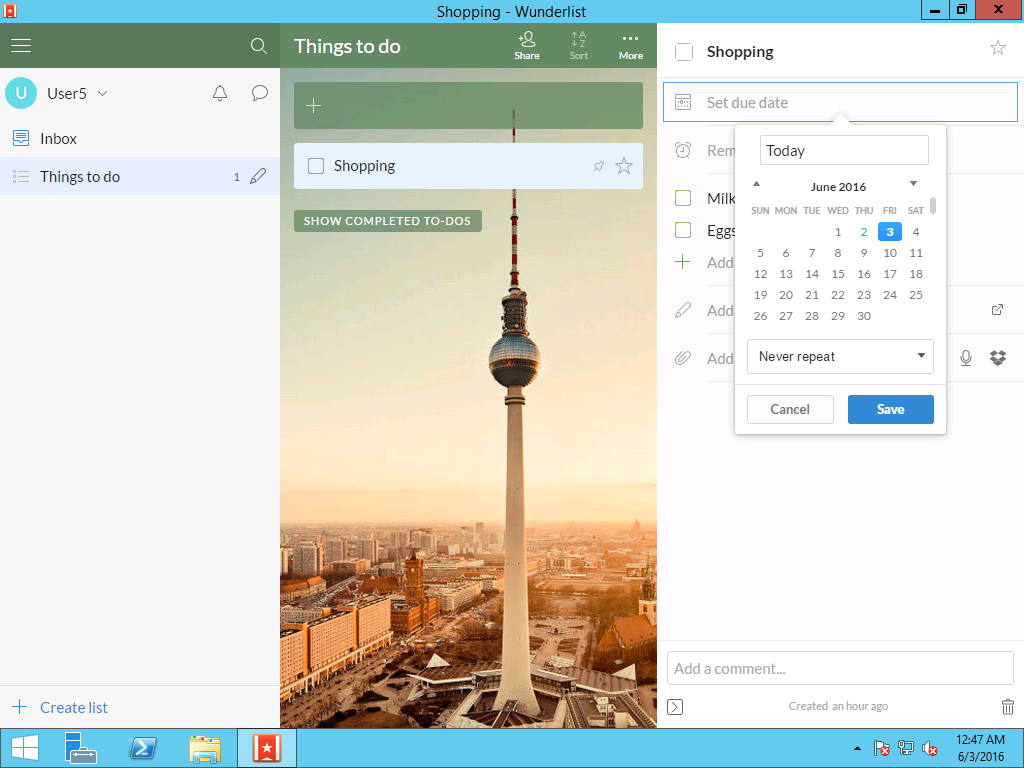 Shopping - Wunderlist
Things to do
Share
Sort
More
A
Z
U
User5
Inbox
Things to do
1
Create list
Shopping
SHOW COMPLETED TO-DOS
Shopping
Set due date
Rem
Milk
Eggs
Add
Add
Add
Today
June 2016
SUN MON TUE WED THU FRI SAT
1 2 3 4
5 6 7 8 9 10 11
12 13 14 15 16 17 18
19 20 21 22 23 24 25
26 27 28 29 30
Never repeat
Cancel
Save
Add a comment...
Created an hour ago
12:47 AM
6/3/2016